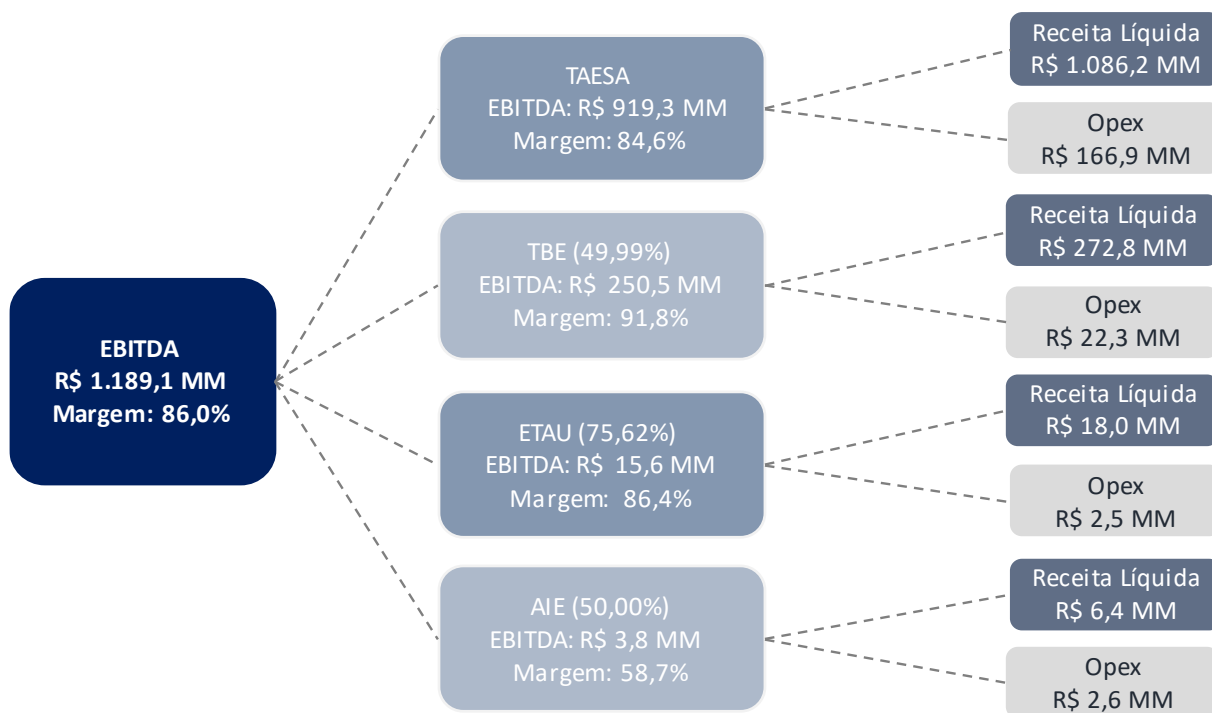 EBITDA
R$ 1.189,1 MM
Margem: 86,0%
TAESA
EBITDA: R$ 919,3 MM
Margem: 84,6%
Receita Líquida
R$ 1.086,2 MM
Opex
R$ 166,9 MM
TBE (49,99%)
EBITDA: R$ 250,5 MM
Margem: 91,8%
Receita Líquida
R$ 272,8 MM
Opex
R$ 22,3 MM
ETAU (75,62%)
EBITDA: R$ 15,6 MM
Margem: 86,4%
Receita Líquida
R$ 18,0 MM
Opex
R$ 2,5 MM
AIE (50,00%)
EBITDA: R$ 3,8 MM
Margem: 58,7%
Receita Líquida
R$ 6,4 MM
Opex
R$ 2,6 MM